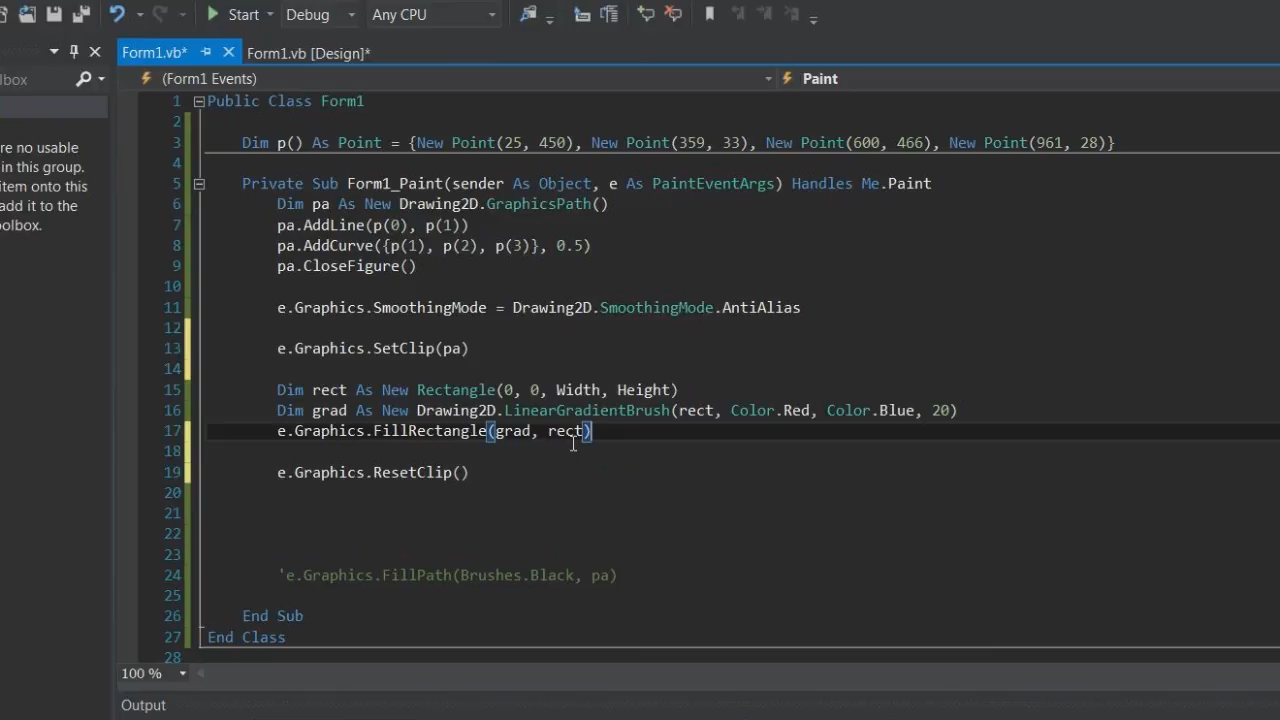 Start
Debug
Any CPU
Form1.vb*
Form1.vb [Design]*
box
(Form1 Events)
Paint
re no usable
in this group.
item onto this
add it to the
oolbox.
1 Public Class Form1
2
3 Dim p() As Point = {New Point(25, 450), New Point(359, 33), New Point(600, 466), New Point(961, 28)}
4
5 Private Sub Form1_Paint(sender As Object, e As PaintEventArgs) Handles Me.Paint
6 Dim pa As New Drawing2D.GraphicsPath()
7 pa.AddLine(p(0), p(1))
8 pa.AddCurve({p(1), p(2), p(3)}, 0.5)
9 pa.CloseFigure()
10
11 e.Graphics.SmoothingMode = Drawing2D.SmoothingMode.AntiAlias
12
13 e.Graphics.SetClip(pa)
14
15 Dim rect As New Rectangle(0, 0, Width, Height)
16 Dim grad As New Drawing2D.LinearGradientBrush(rect, Color.Red, Color.Blue, 20)
17 e.Graphics.FillRectangle(grad, rect)
18
19 e.Graphics.ResetClip()
20
21
22
23
24 'e.Graphics.FillPath(Brushes.Black, pa)
25
26 End Sub
27 End Class
28
100 %
Output